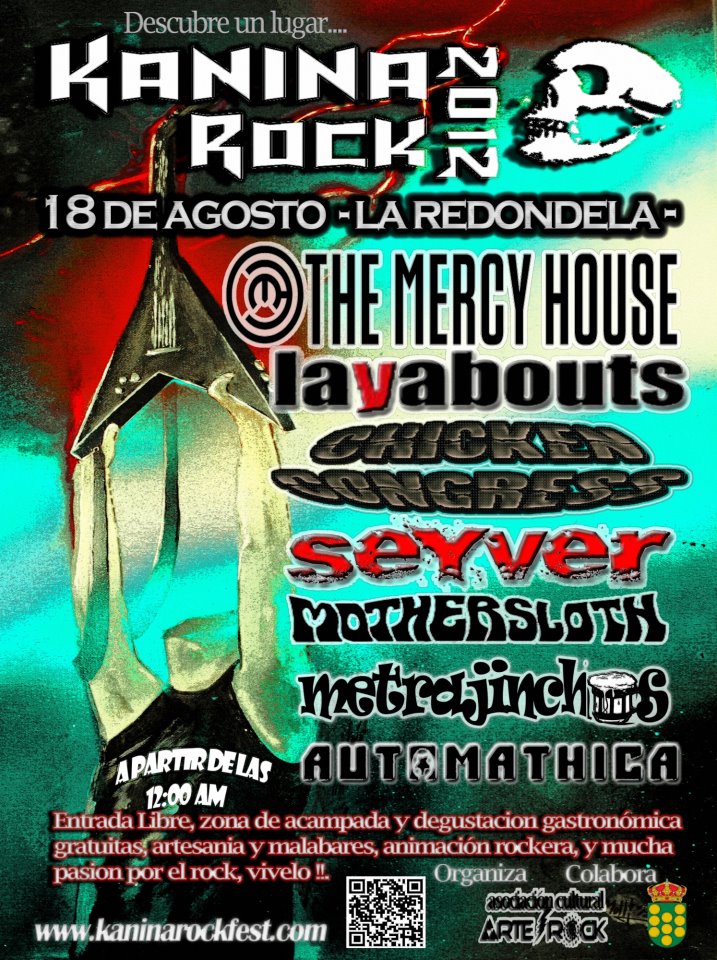 Descubre un lugar....
KANINA
ROCK
2012
18 DE AGOSTO - LA REDONDELA -
THE MERCY HOUSE
layabouts
CHICKEN
CONGRESS
seYver
MOTHERSLOTH
metrajinchos
AUTOMATHICA
A PARTIR DE LAS
12:00 AM
Entrada Libre, zona de acampada y degustacion gastronómica
gratuitas, artesania y malabares, animación rockera, y mucha
pasion por el rock, vivelo !!.
Organiza Colabora
www.kaninarockfest.com
asociación cultural
ARTE ROCK